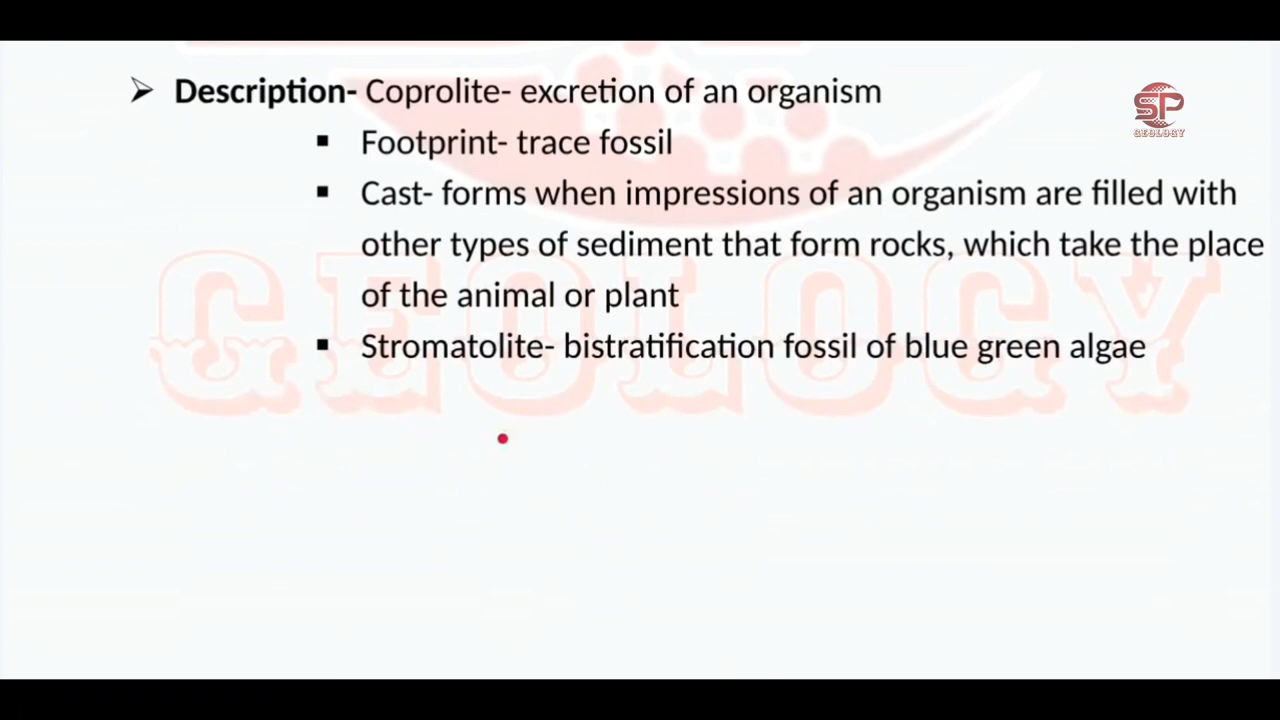 Description- Coprolite- excretion of an organism
Footprint- trace fossil
Cast- forms when impressions of an organism are filled with
other types of sediment that form rocks, which take the place
of the animal or plant
Stromatolite- bistratification fossil of blue green algae
SP
GEOLOGY
GEOLOGY